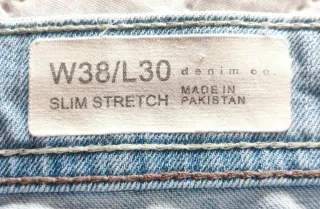 W38/L30 denim co.
SLIM STRETCH MADE IN
PAKISTAN